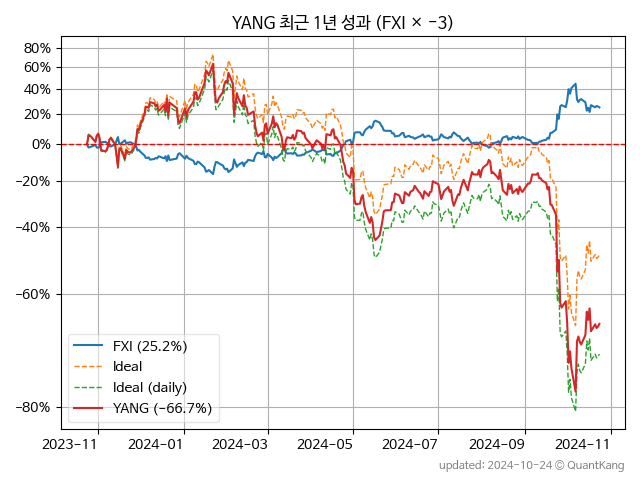 YANG 최근 1년 성과 (FXI × −3)
80%
60%
40%
20%
0%
−20%
−40%
−60%
−80%
FXI (25.2%)
Ideal
Ideal (daily)
YANG (−66.7%)
2023−11
2024−01
2024−03
2024−05
2024−07
2024−09
2024−11
updated: 2024-10-24 © QuantKang